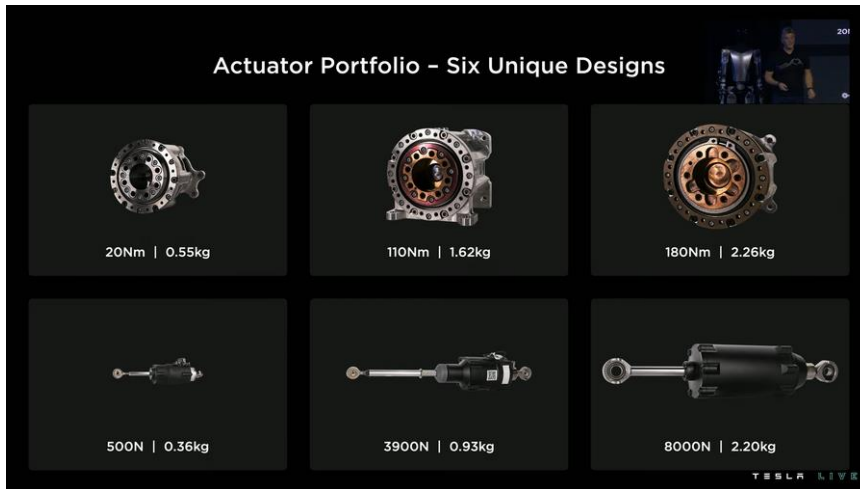 20
Actuator Portfolio – Six Unique Designs
20Nm | 0.55kg
110Nm | 1.62kg
180Nm | 2.26kg
500N | 0.36kg
3900N | 0.93kg
8000N | 2.20kg
TESLA LIVE